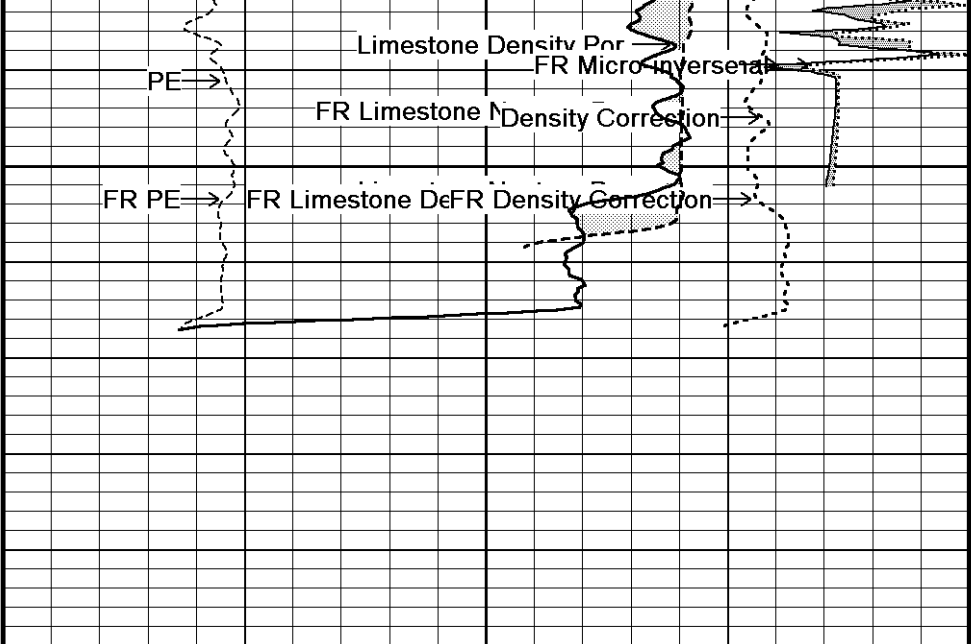 Limestone Density Por
FR Micro-inverse
PE
FR Limestone
Density Correction
FR PE
FR Limestone
FR Density Correction